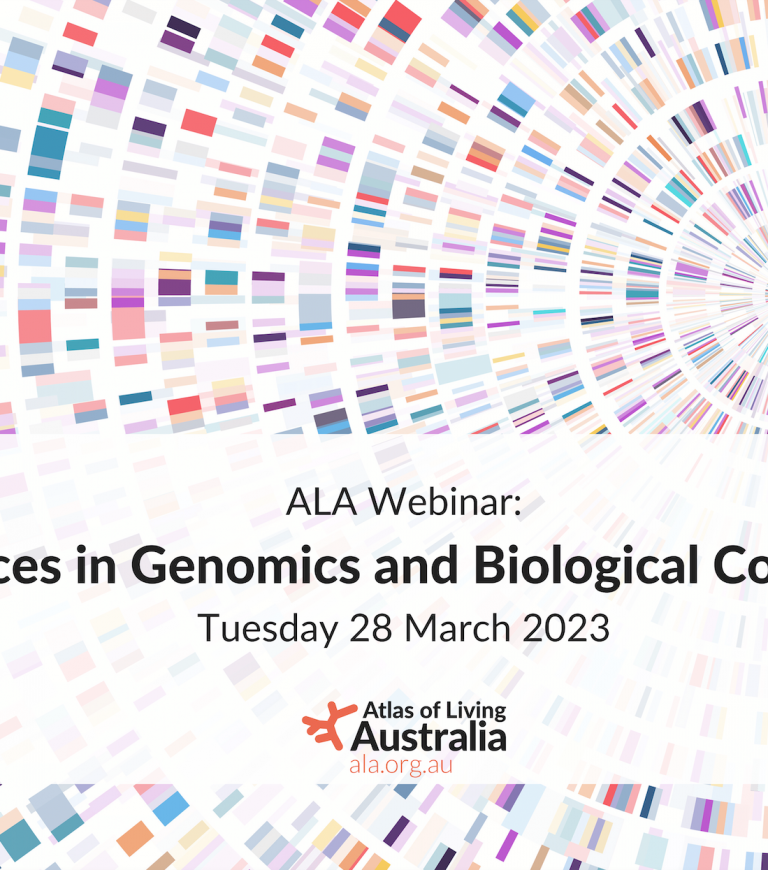 ALA Webinar:
ces in Genomics and Biological Co
Tuesday 28 March 2023
Atlas of Living
Australia
ala.org.au